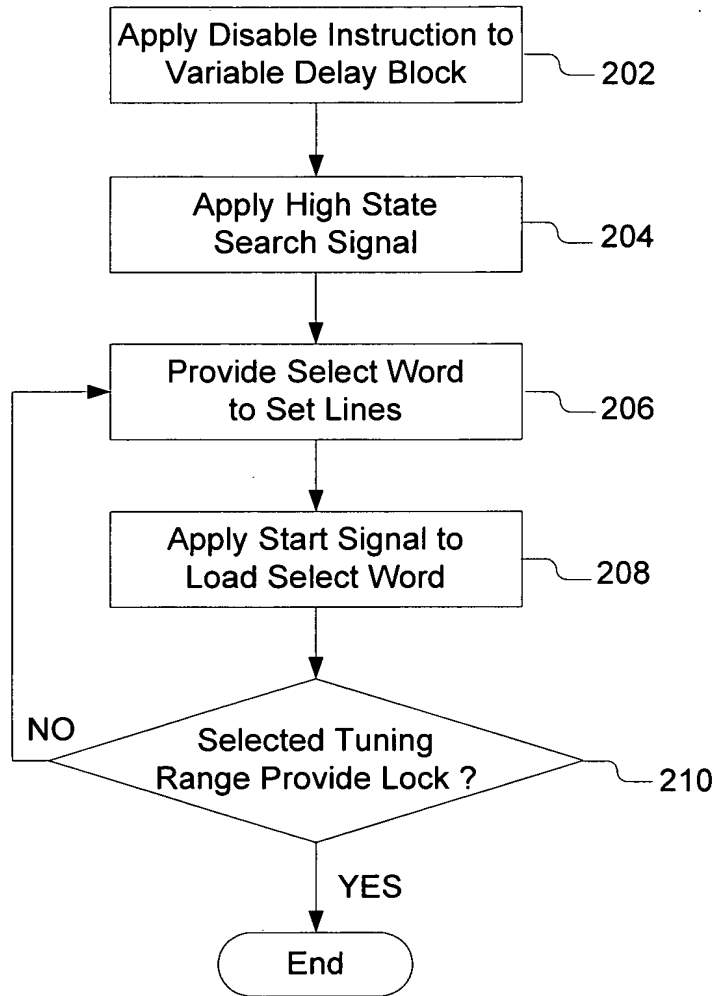 Apply Disable Instruction to
Variable Delay Block
202
Apply High State
Search Signal
204
Provide Select Word
to Set Lines
206
Apply Start Signal to
Load Select Word
208
NO
Selected Tuning
Range Provide Lock ?
210
YES
End